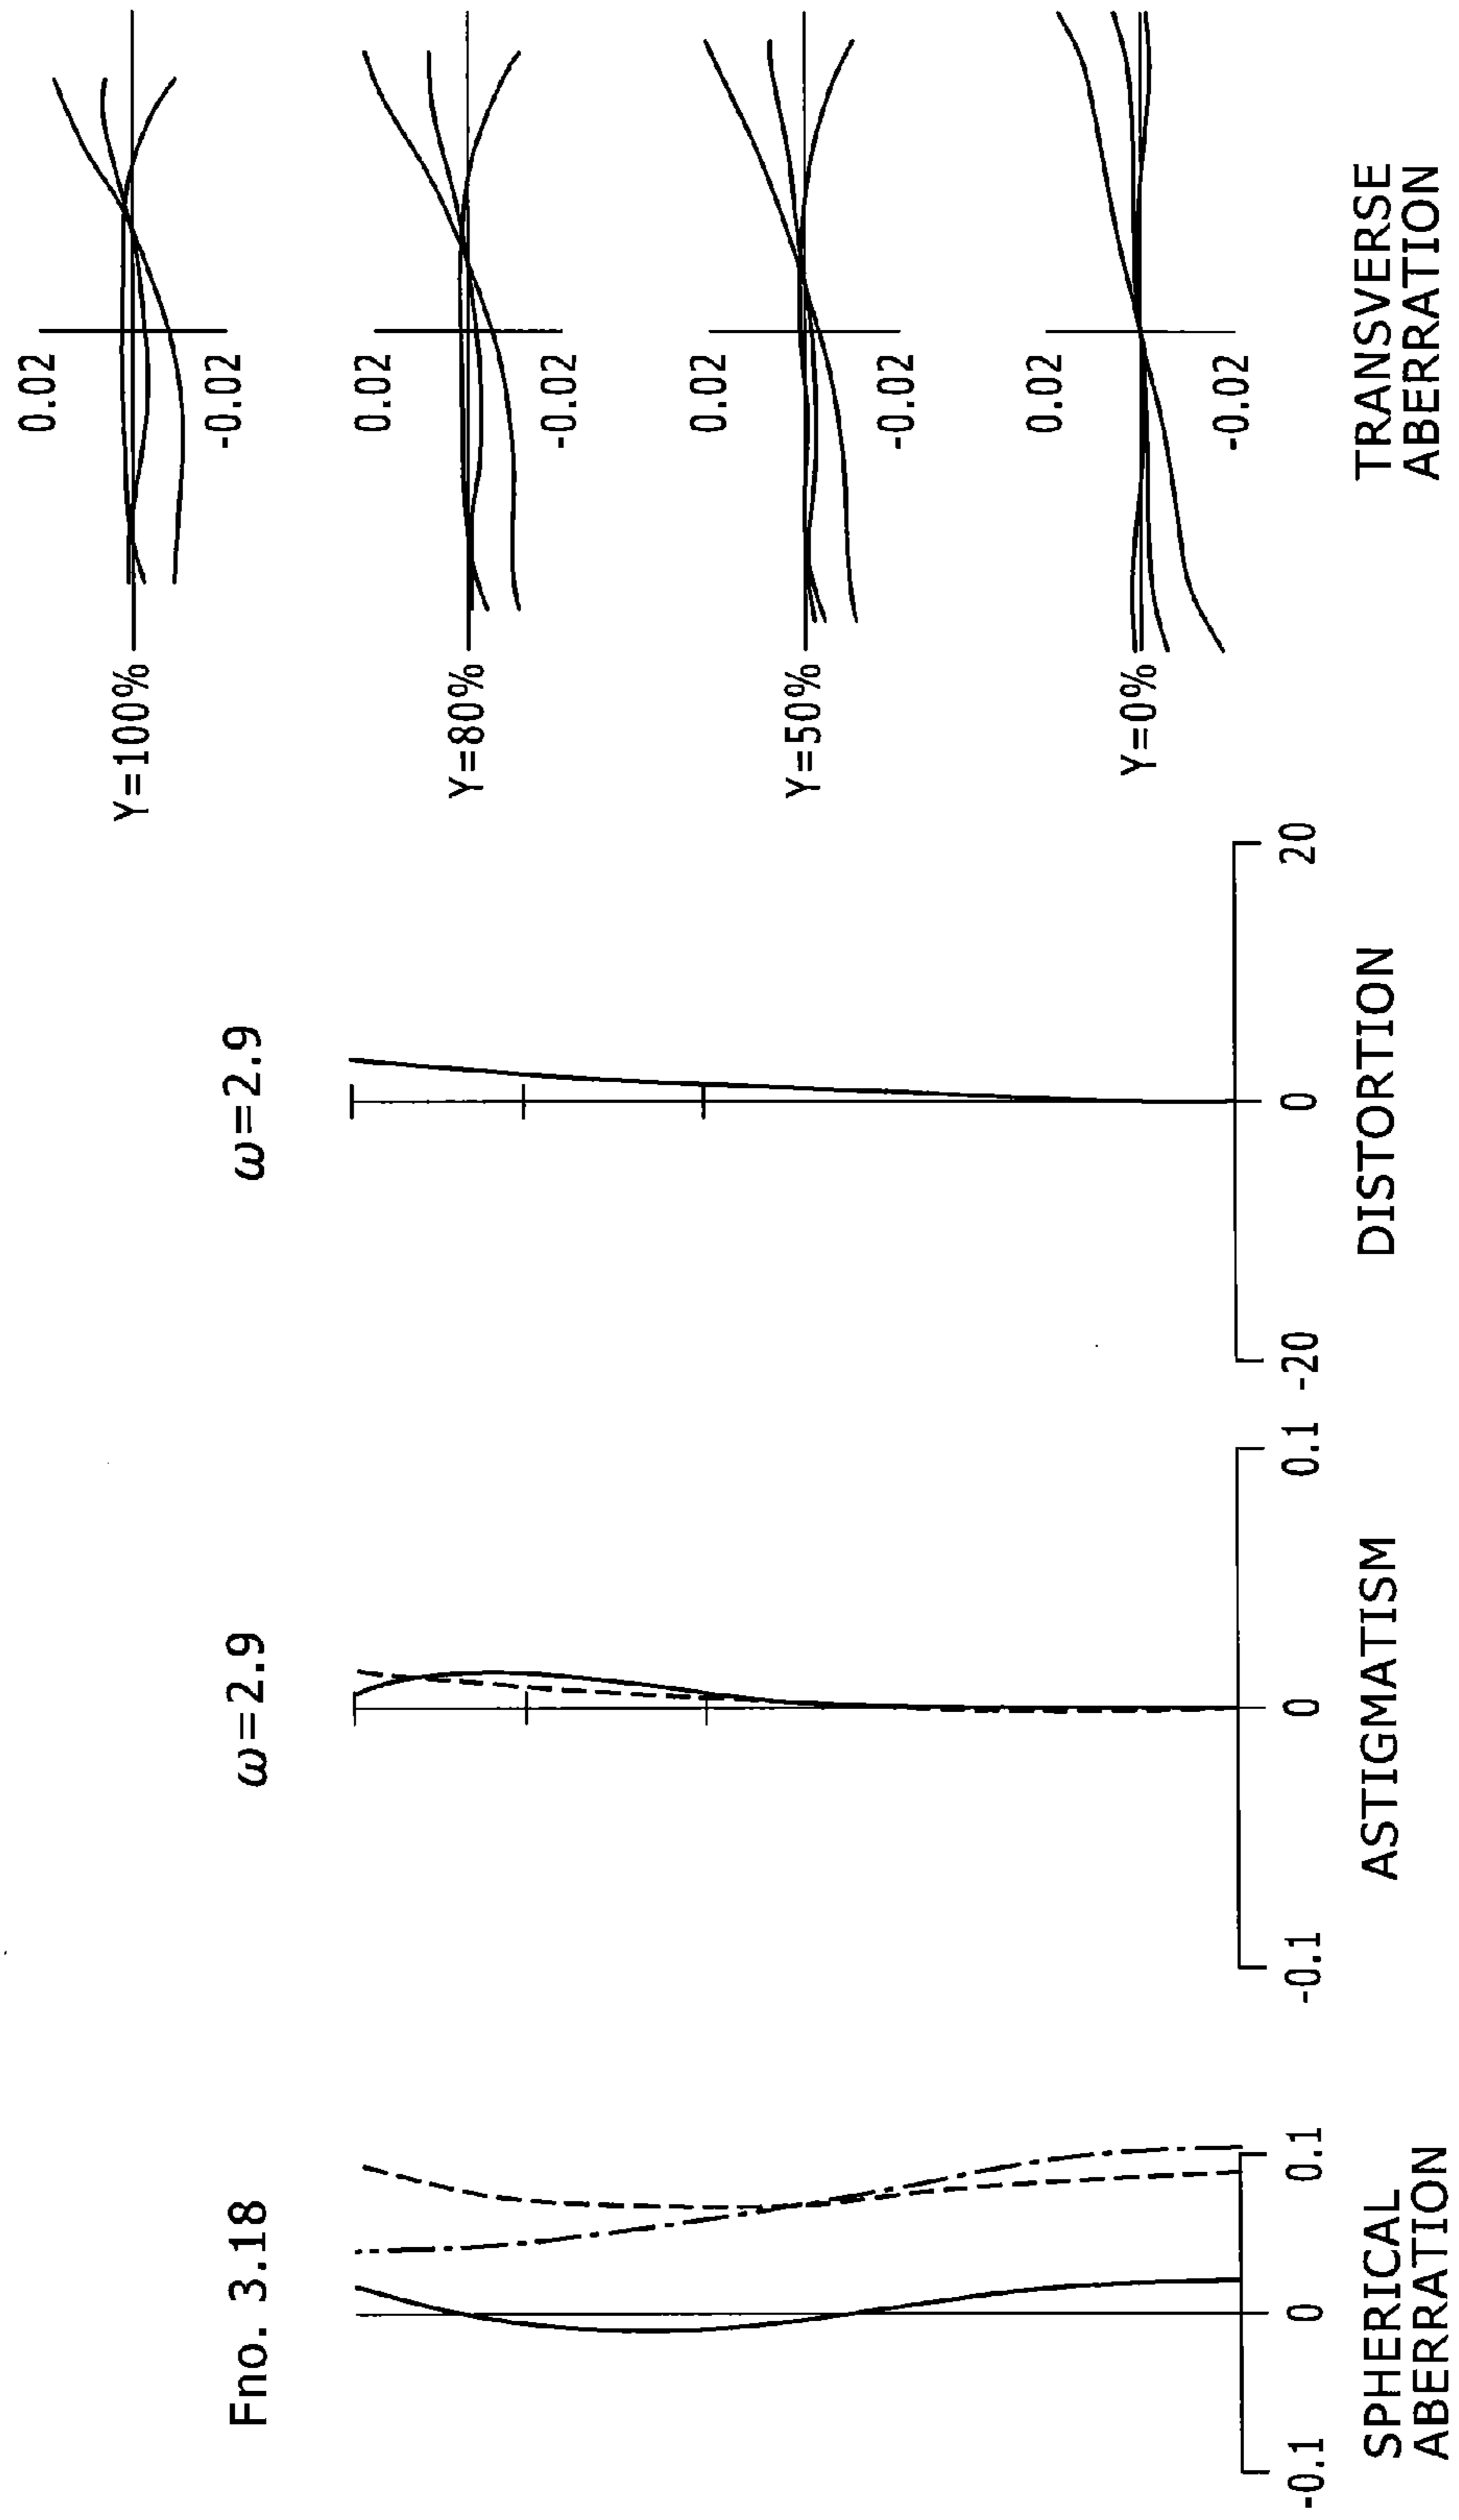 Fno. 3.18
-0.1 0 0.1
SPHERICAL
ABERRATION
ω=2.9
-0.1 0 0.1
ASTIGMATISM
ω=2.9
-20 0 20
DISTORTION
Y=100%
0.02
-0.02
Y=80%
0.02
-0.02
Y=50%
0.02
-0.02
Y=0%
0.02
-0.02
TRANSVERSE
ABERRATION